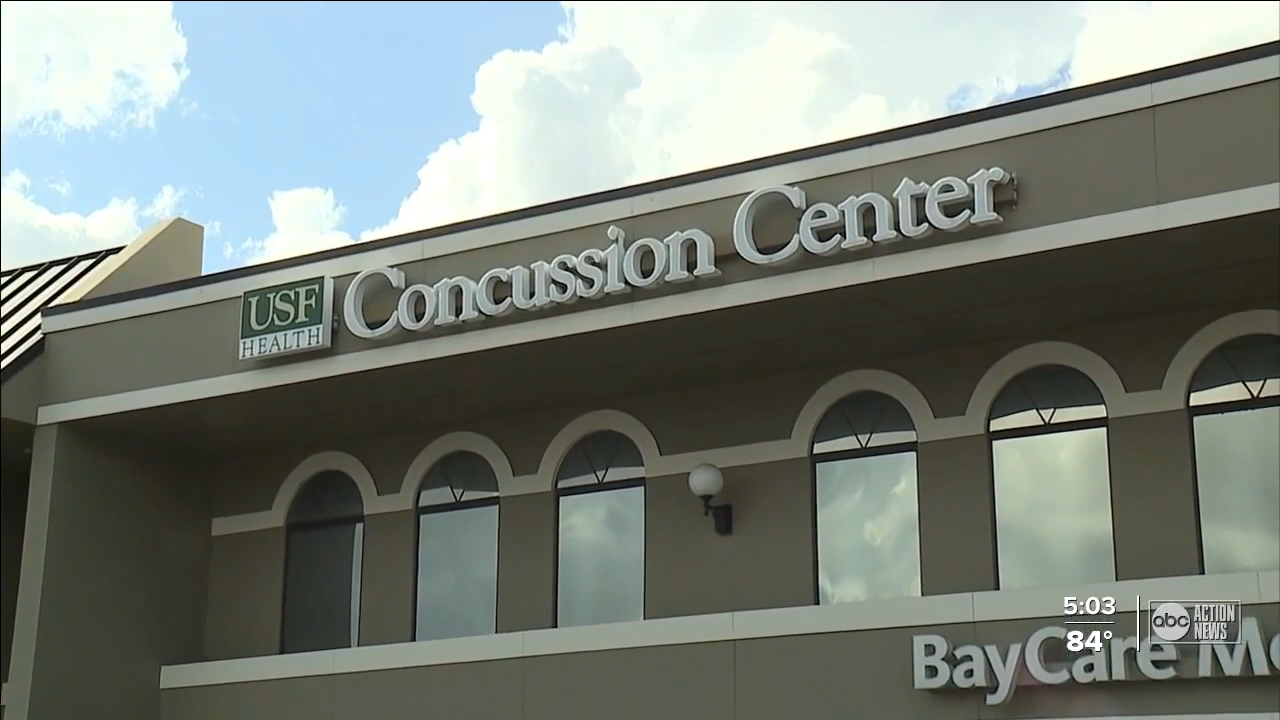 USF
HEALTH
Concussion Center
5:03
84°
abc
ACTION
NEWS
BayCare M